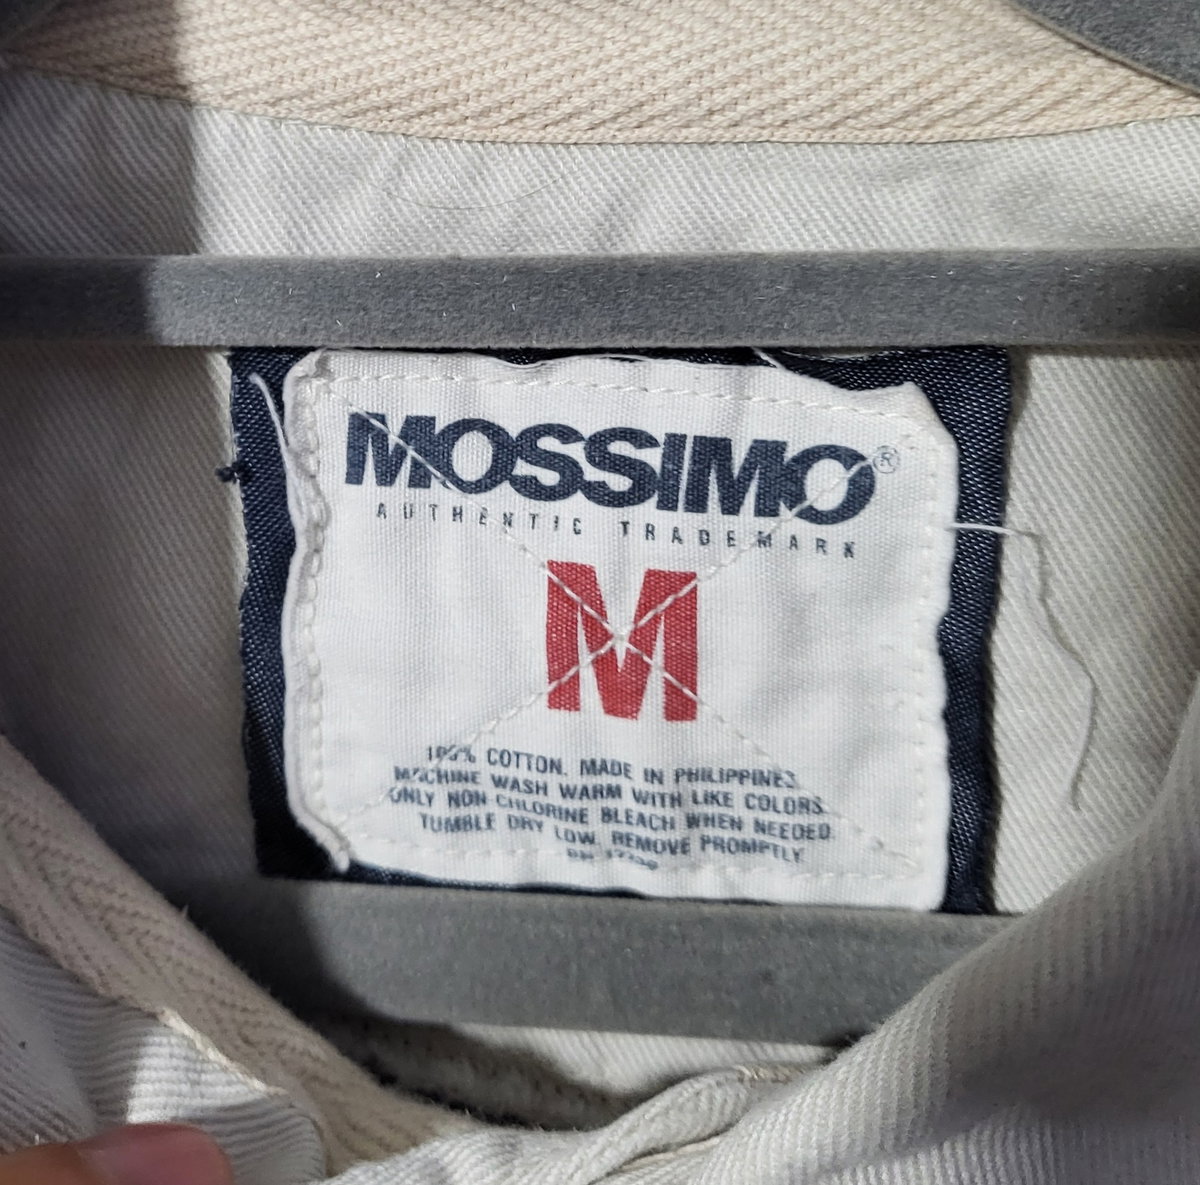 MOSSIMO®
AUTHENTIC TRADEMARK
M
100% COTTON. MADE IN PHILIPPINES.
MACHINE WASH WARM WITH LIKE COLORS.
ONLY NON-CHLORINE BLEACH WHEN NEEDED.
TUMBLE DRY LOW. REMOVE PROMPTLY.